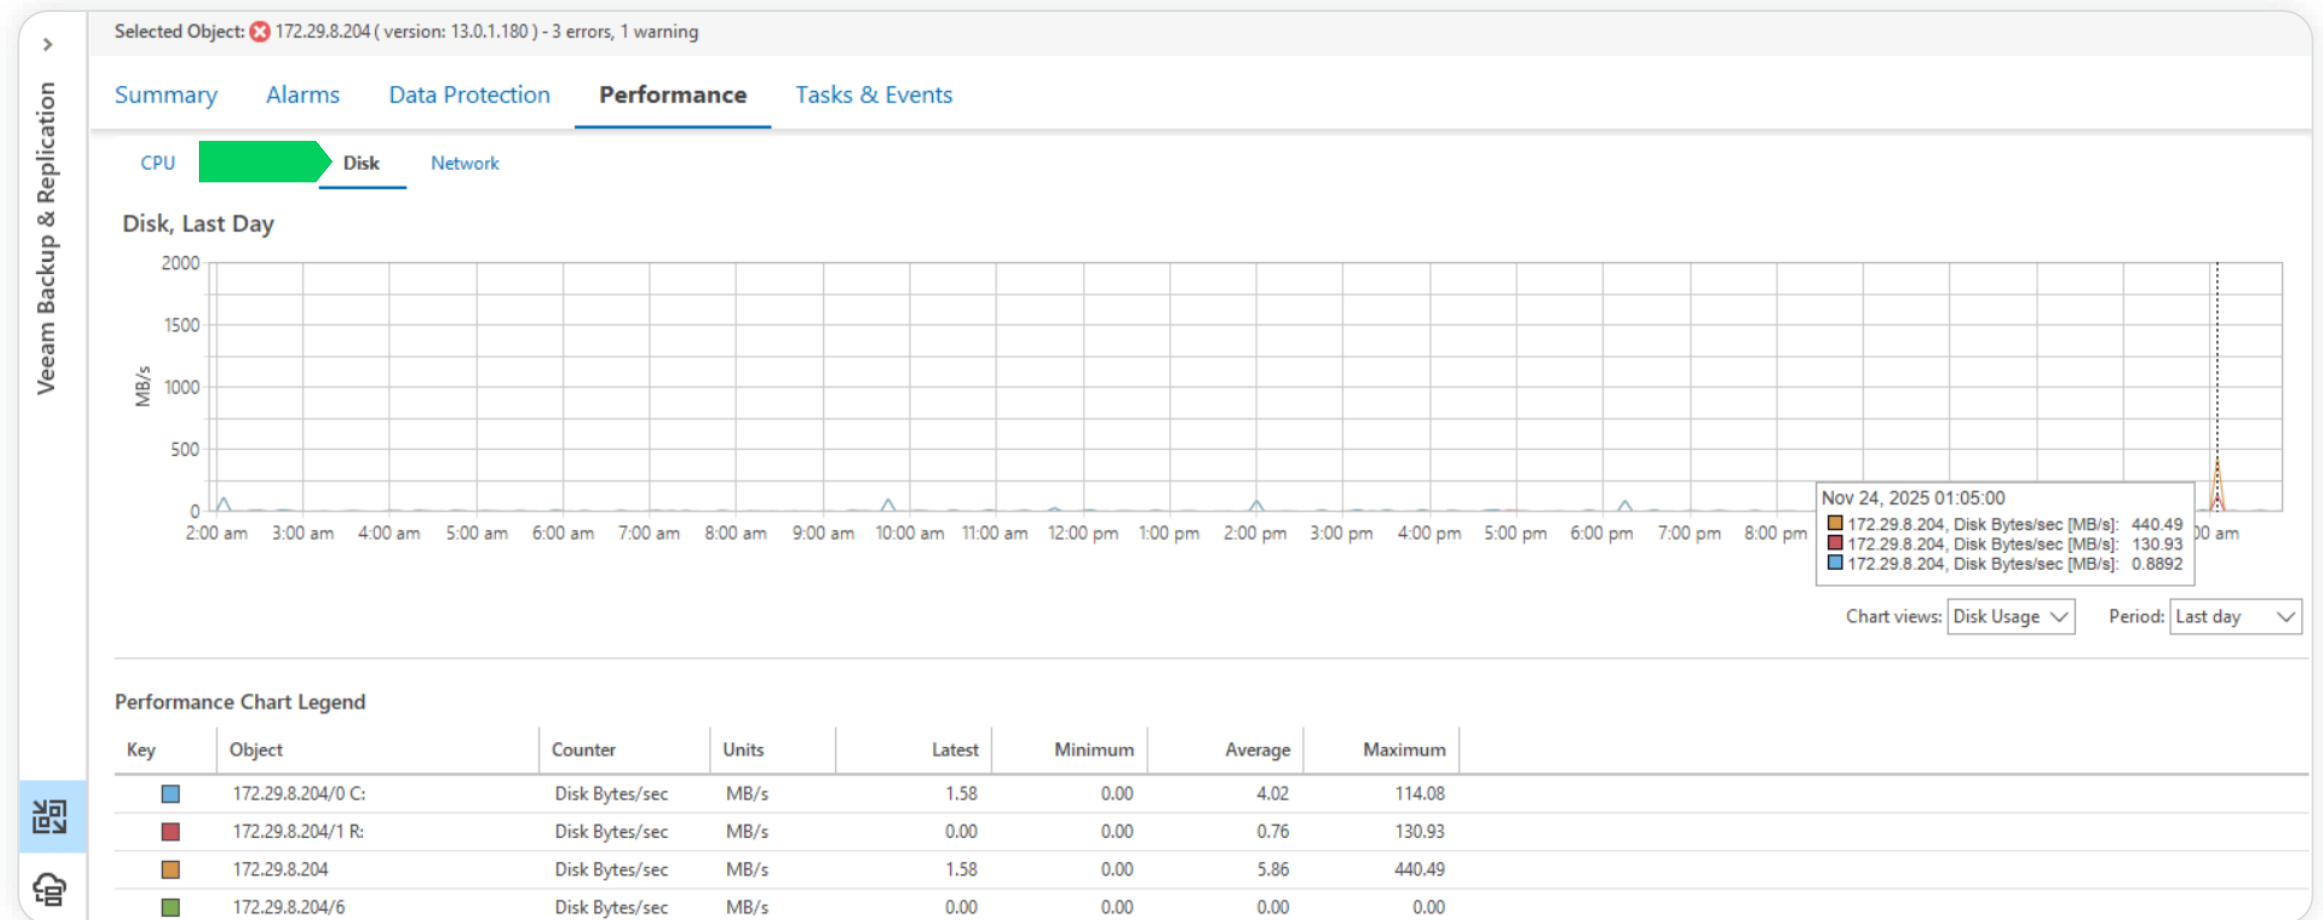 Selected Object: 172.29.8.204 ( version: 13.0.1.180 ) - 3 errors, 1 warning
Veeam Backup & Replication
Summary Alarms Data Protection Performance Tasks & Events
CPU Disk Network
Disk, Last Day
MB/s
2000
1500
1000
500
0
2:00 am 3:00 am 4:00 am 5:00 am 6:00 am 7:00 am 8:00 am 9:00 am 10:00 am 11:00 am 12:00 pm 1:00 pm 2:00 pm 3:00 pm 4:00 pm 5:00 pm 6:00 pm 7:00 pm 8:00 pm 00 am
Nov 24, 2025 01:05:00
172.29.8.204, Disk Bytes/sec [MB/s]: 440.49
172.29.8.204, Disk Bytes/sec [MB/s]: 130.93
172.29.8.204, Disk Bytes/sec [MB/s]: 0.8892
Chart views: Disk Usage Period: Last day
Performance Chart Legend
Key Object Counter Units Latest Minimum Average Maximum
172.29.8.204/0 C: Disk Bytes/sec MB/s 1.58 0.00 4.02 114.08
172.29.8.204/1 R: Disk Bytes/sec MB/s 0.00 0.00 0.76 130.93
172.29.8.204 Disk Bytes/sec MB/s 1.58 0.00 5.86 440.49
172.29.8.204/6 Disk Bytes/sec MB/s 0.00 0.00 0.00 0.00